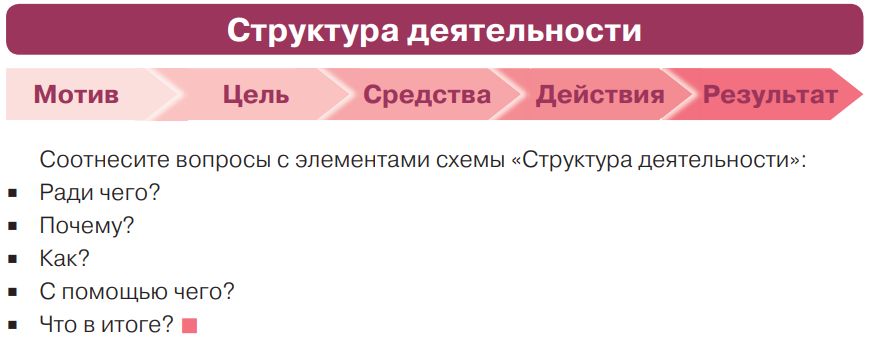 Структура деятельности
Мотив Цель Средства Действия Результат
Соотнесите вопросы с элементами схемы «Структура деятельности»:
▪ Ради чего?
▪ Почему?
▪ Как?
▪ С помощью чего?
▪ Что в итоге?